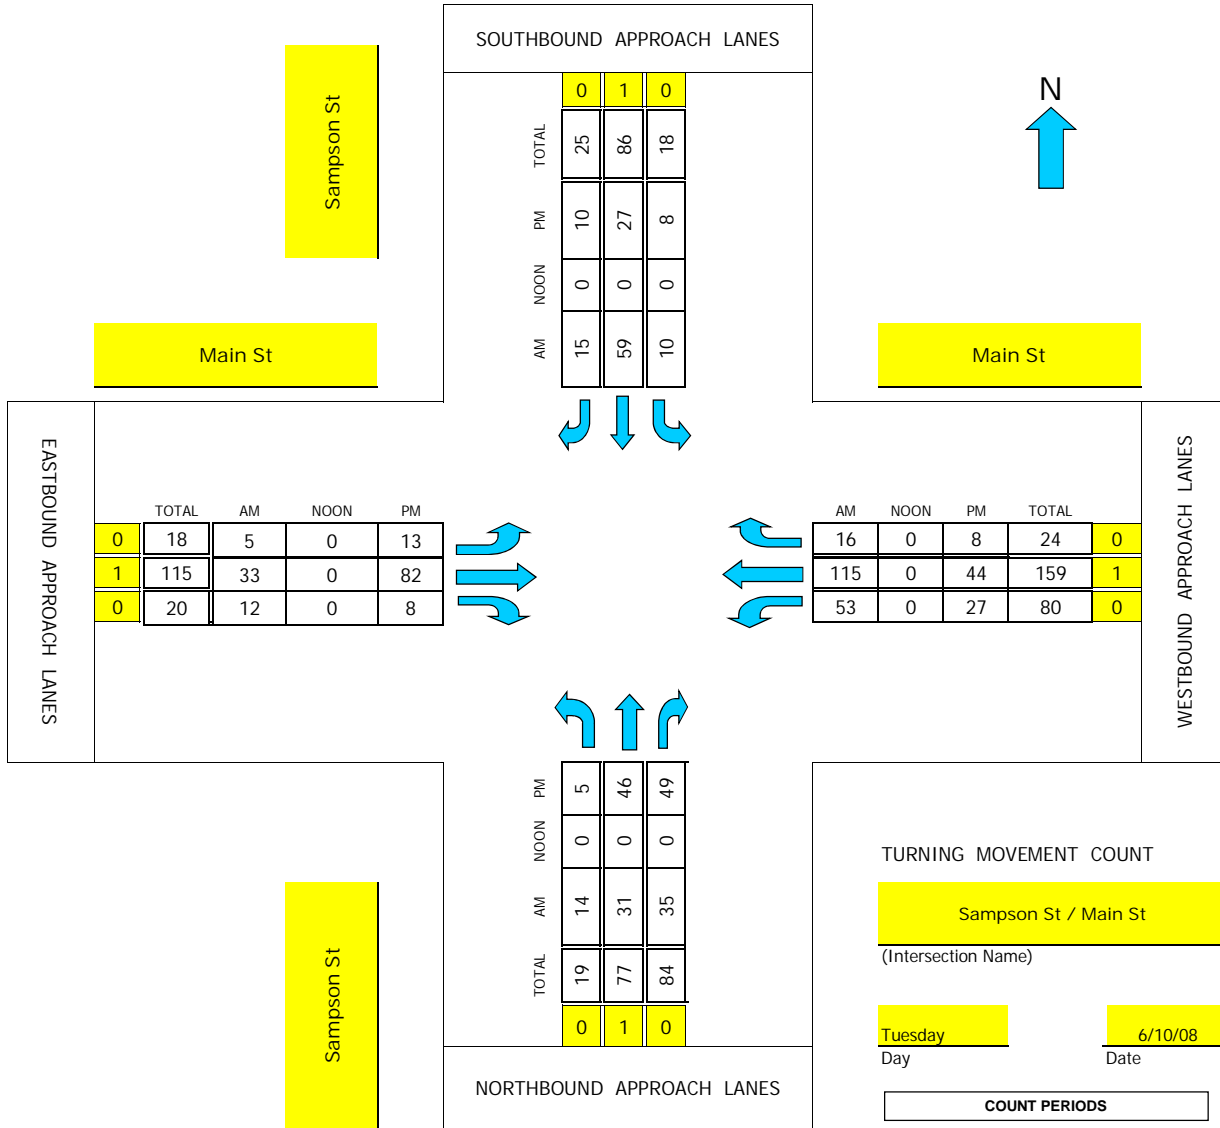 SOUTHBOUND APPROACH LANES
0 1 0
N
Sampson St
TOTAL 25 86 18
PM 10 27 8
NOON 0 0 0
AM 15 59 10
Main St
Main St
EASTBOUND APPROACH LANES
WESTBOUND APPROACH LANES
TOTAL AM NOON PM
0 18 5 0 13
1 115 33 0 82
0 20 12 0 8
AM NOON PM TOTAL
16 0 8 24 0
115 0 44 159 1
53 0 27 80 0
PM 5 46 49
NOON 0 0 0
AM 14 31 35
TOTAL 19 77 84
0 1 0
NORTHBOUND APPROACH LANES
Sampson St
TURNING MOVEMENT COUNT
Sampson St / Main St
(Intersection Name)
Tuesday 6/10/08
Day Date
COUNT PERIODS